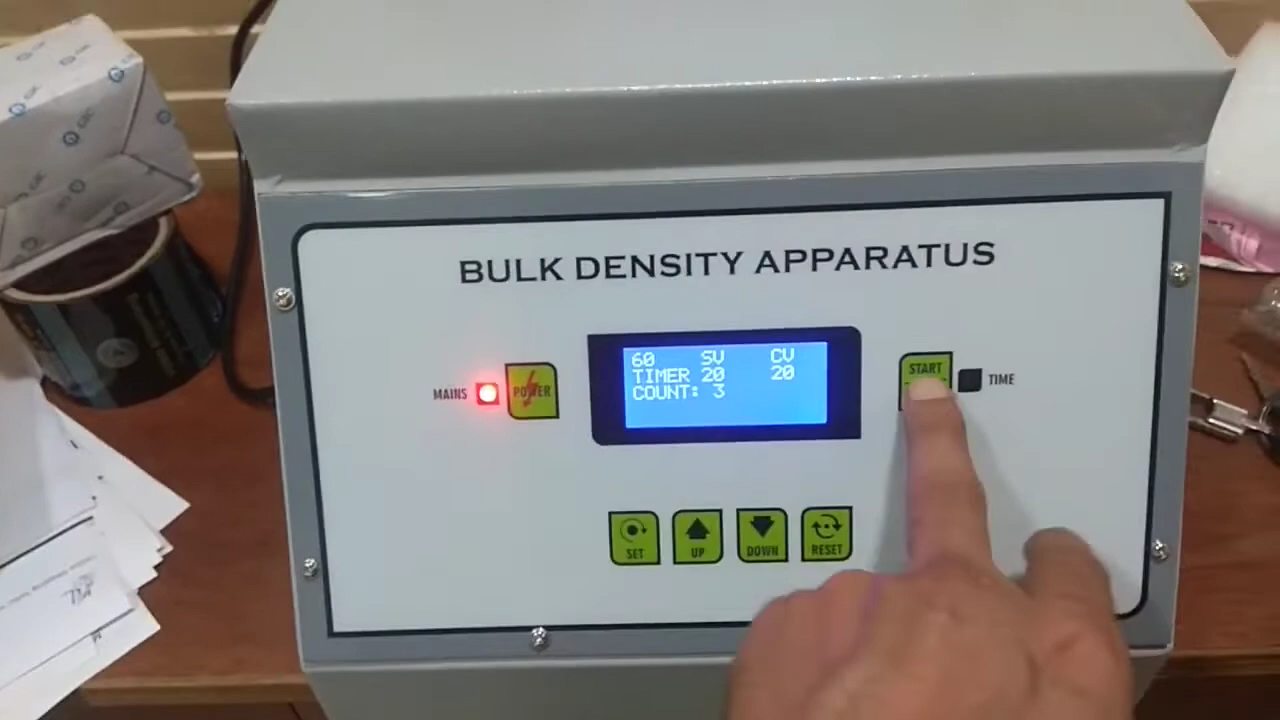 BULK DENSITY APPARATUS
MAINS
POWER
60 SV CV
TIMER 20 20
COUNT: 3
START
TIME
SET
UP
DOWN
RESET